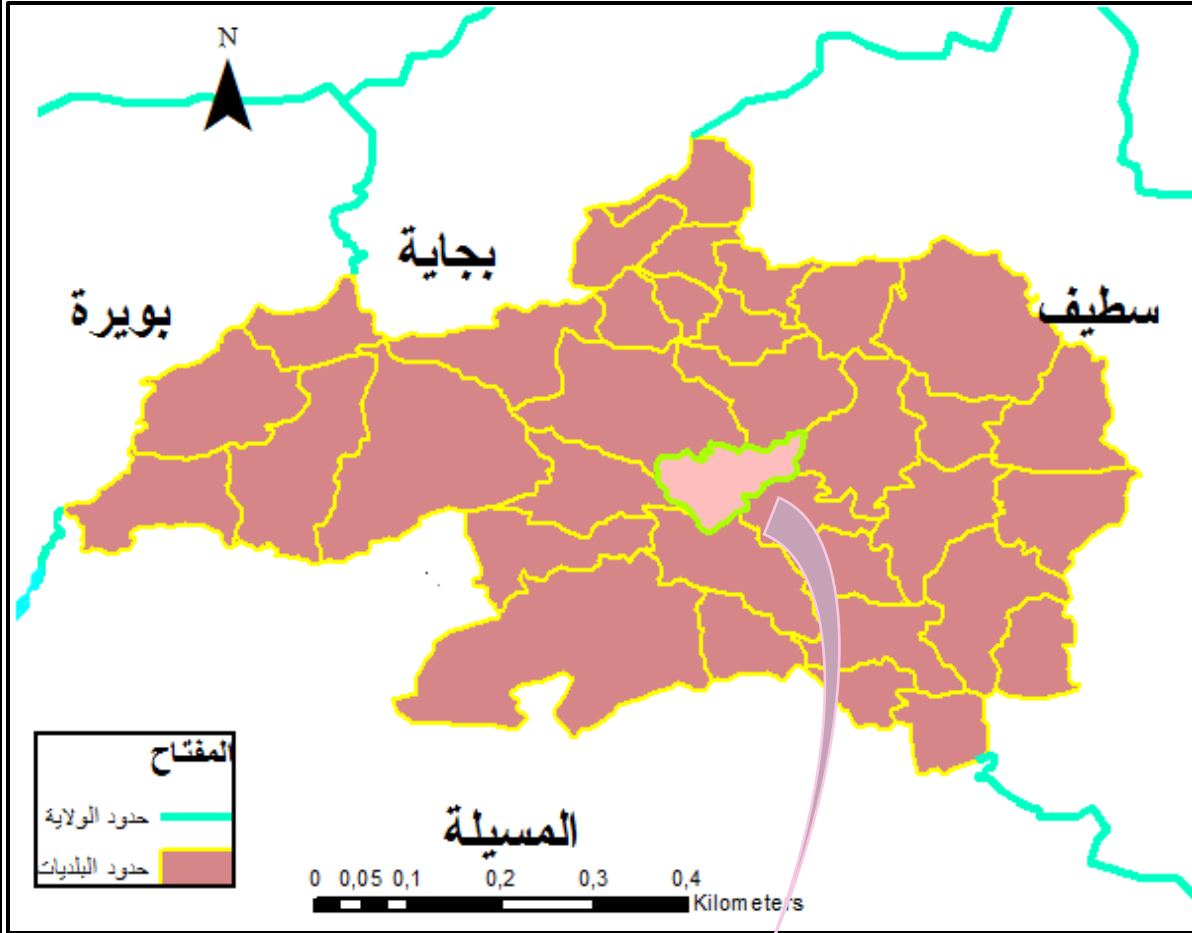 N
بجاية
بويرة
سطيف
المسيلة
المفتاح
حدود الولاية
حدود البلديات
0 0,05 0,1 0,2 0,3 0,4
Kilometers